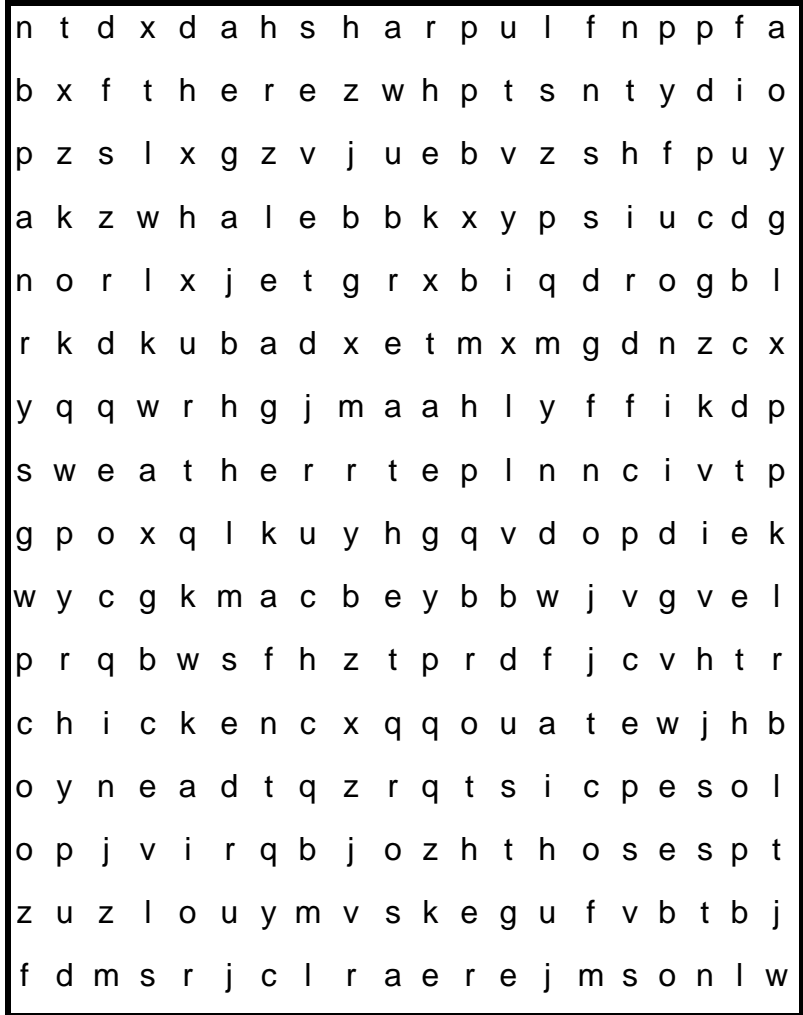 n t d x d a h s h a r p u l f n p p f a
b x f t h e r e z w h p t s n t y d i o
p z s l x g z v j u e b v z s h f p u y
a k z w h a l e b b k x y p s i u c d g
n o r l x j e t g r x b i q d r o g b l
r k d k u b a d x e t m x m g d n z c x
y q q w r h g j m a a h l y f f i k d p
s w e a t h e r r t e p l n n c i v t p
g p o x q l k u y h g q v d o p d i e k
w y c g k m a c b e y b b w j v g v e l
p r q b w s f h z t p r d f j c v h t r
c h i c k e n c x q q o u a t e w j h b
o y n e a d t q z r q t s i c p e s o l
o p j v i r q b j o z h t h o s e s p t
z u z l o u y m v s k e g u f v b t b j
f d m s r j c l r a e r e j m s o n l w